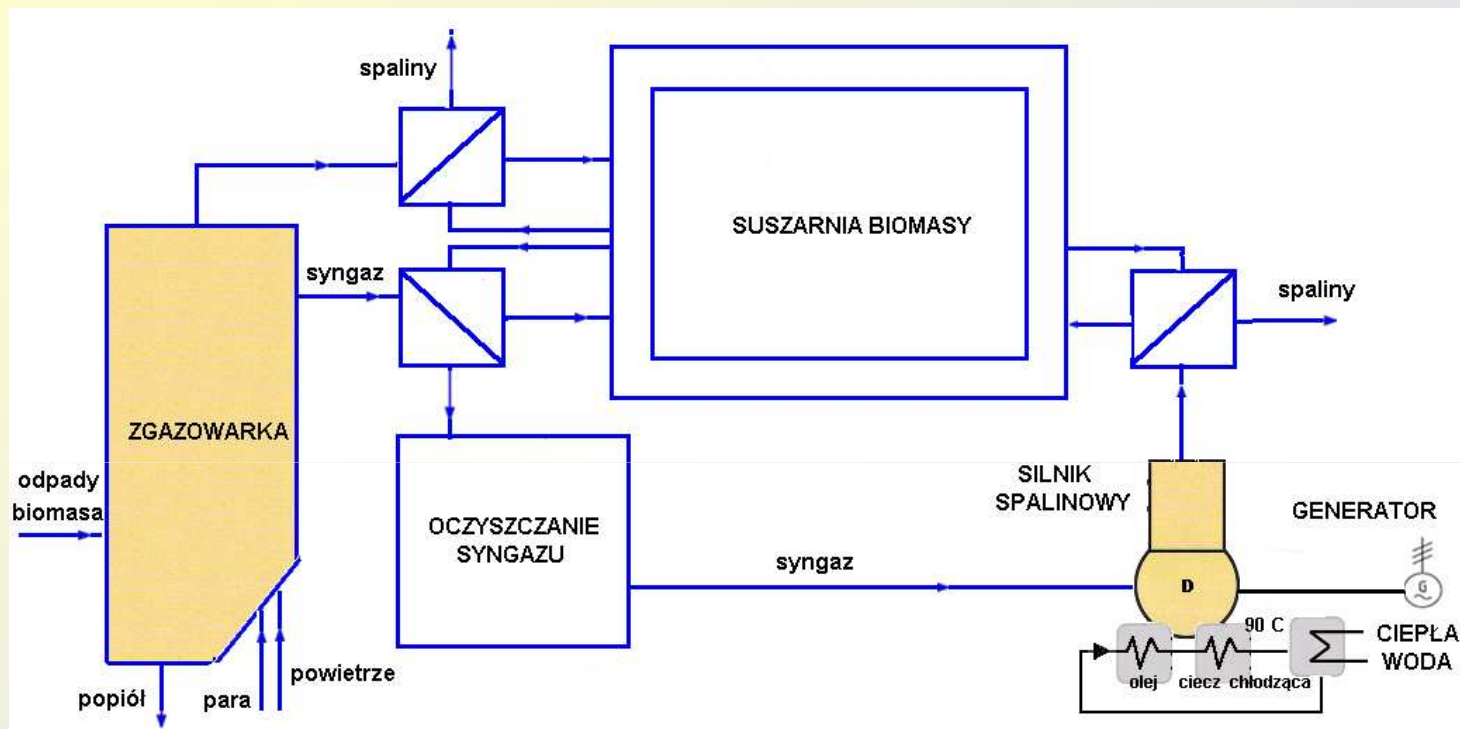 spaliny
SUSZARNIA BIOMASY
syngaz
spaliny
ZGAZOWARKA
odpady
biomasa
OCZYSZCZANIE
SYNGAZU
syngaz
SILNIK
SPALINOWY
GENERATOR
D
G
90 C
CIEPŁA
WODA
olej
ciecz chłodząca
popiół
para
powietrze